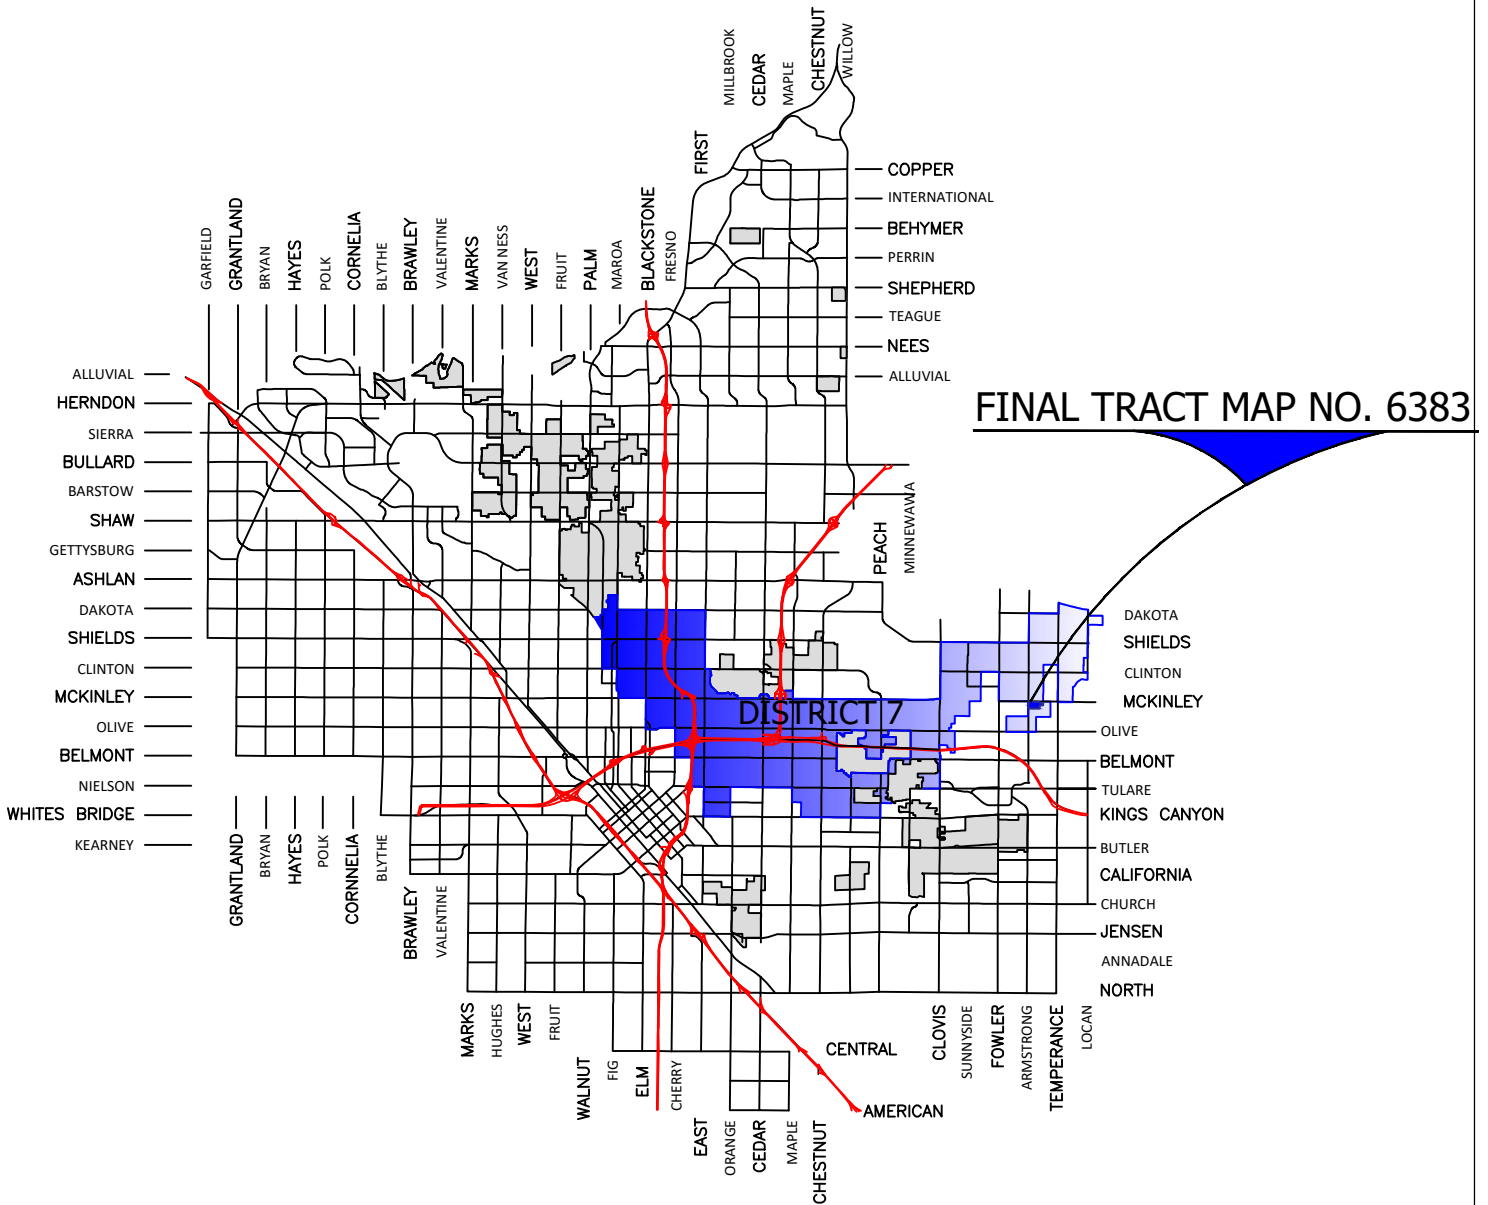 MILLBROOK
CEDAR
MAPLE
CHESTNUT
WILLOW
FIRST
COPPER
INTERNATIONAL
BEHYMER
PERRIN
SHEPHERD
TEAGUE
NEES
ALLUVIAL
GARFIELD
GRANTLAND
BRYAN
HAYES
POLK
CORNELIA
BLYTHE
BRAWLEY
VALENTINE
MARKS
VAN NESS
WEST
FRUIT
PALM
MAROA
BLACKSTONE
FRESNO
ALLUVIAL
HERNDON
SIERRA
BULLARD
BARSTOW
SHAW
GETTYSBURG
ASHLAN
DAKOTA
SHIELDS
CLINTON
MCKINLEY
OLIVE
BELMONT
NIELSON
WHITES BRIDGE
KEARNEY
FINAL TRACT MAP NO. 6383
PEACH
MINNEWAWA
DISTRICT 7
DAKOTA
SHIELDS
CLINTON
MCKINLEY
OLIVE
BELMONT
TULARE
KINGS CANYON
BUTLER
CALIFORNIA
CHURCH
JENSEN
ANNADALE
NORTH
GRANTLAND
BRYAN
HAYES
POLK
CORNNELIA
BLYTHE
BRAWLEY
VALENTINE
MARKS
HUGHES
WEST
FRUIT
WALNUT
FIG
ELM
CHERRY
EAST
ORANGE
CEDAR
MAPLE
CHESTNUT
CENTRAL
AMERICAN
CLOVIS
SUNNYSIDE
FOWLER
ARMSTRONG
TEMPERANCE
LOCAN